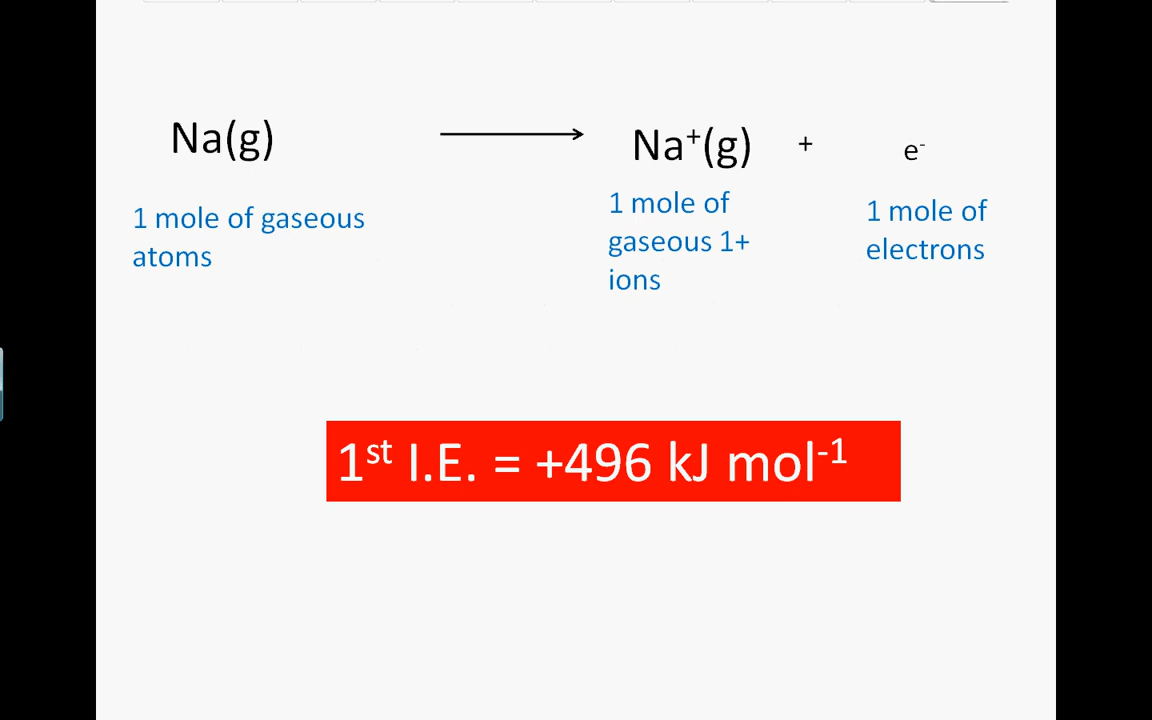 Na(g) ⟶ Na⁺(g) + e⁻
1 mole of gaseous
atoms
1 mole of
gaseous 1+
ions
1 mole of
electrons
1ˢᵗ I.E. = +496 kJ mol⁻¹